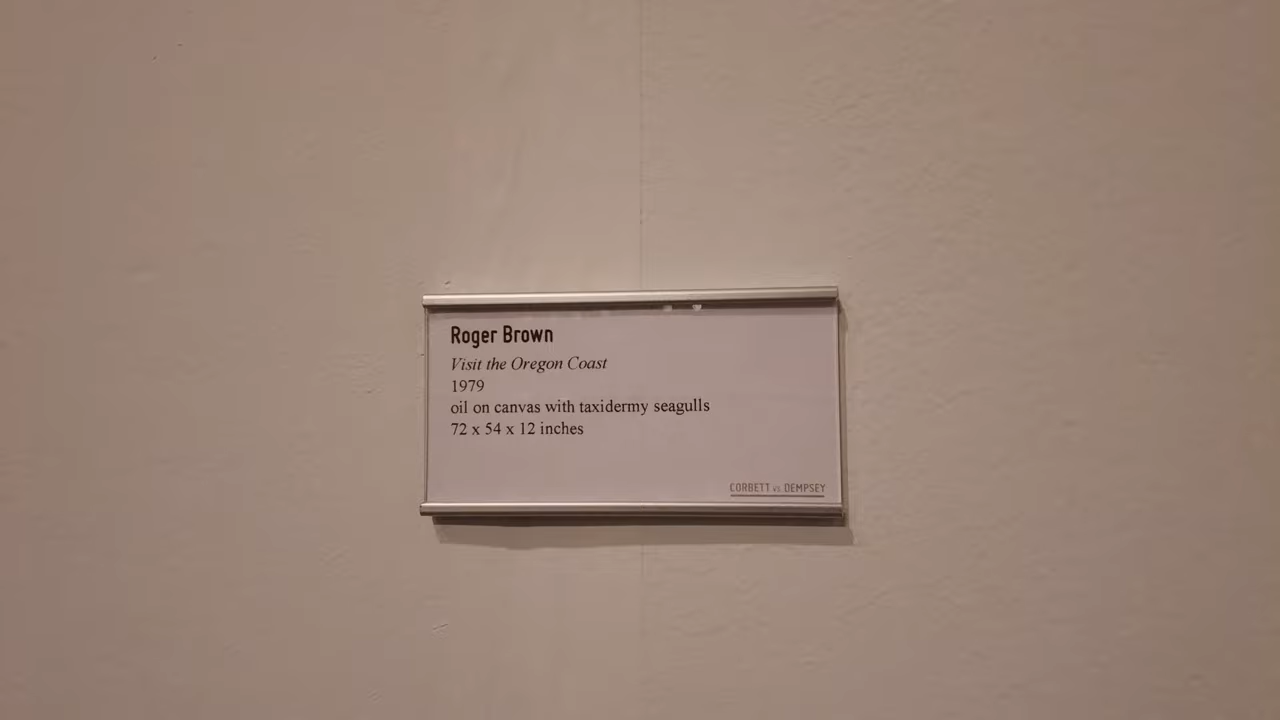 Roger Brown
Visit the Oregon Coast
1979
oil on canvas with taxidermy seagulls
72 x 54 x 12 inches
CORBETT vs. DEMPSEY